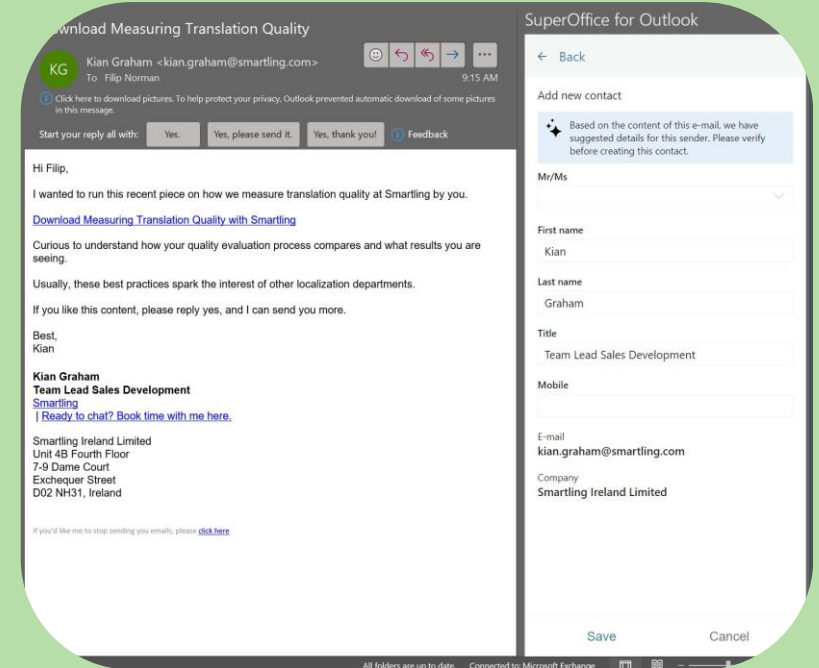 Download Measuring Translation Quality
KG
Kian Graham <kian.graham@smartling.com>
To Filip Norman
9:15 AM
Click here to download pictures. To help protect your privacy, Outlook prevented automatic download of some pictures
in this message.
Start your reply all with: Yes. Yes, please send it. Yes, thank you! Feedback
Hi Filip,
I wanted to run this recent piece on how we measure translation quality at Smartling by you.
Download Measuring Translation Quality with Smartling
Curious to understand how your quality evaluation process compares and what results you are
seeing.
Usually, these best practices spark the interest of other localization departments.
If you like this content, please reply yes, and I can send you more.
Best,
Kian
Kian Graham
Team Lead Sales Development
Smartling
| Ready to chat? Book time with me here.
Smartling Ireland Limited
Unit 4B Fourth Floor
7-9 Dame Court
Exchequer Street
D02 NH31, Ireland
If you'd like me to stop sending you emails, please click here
SuperOffice for Outlook
← Back
Add new contact
Based on the content of this e-mail, we have
suggested details for this sender. Please verify
before creating this contact.
Mr/Ms
First name
Kian
Last name
Graham
Title
Team Lead Sales Development
Mobile
E-mail
kian.graham@smartling.com
Company
Smartling Ireland Limited
Save Cancel
All folders are up to date. Connected to: Microsoft Exchange